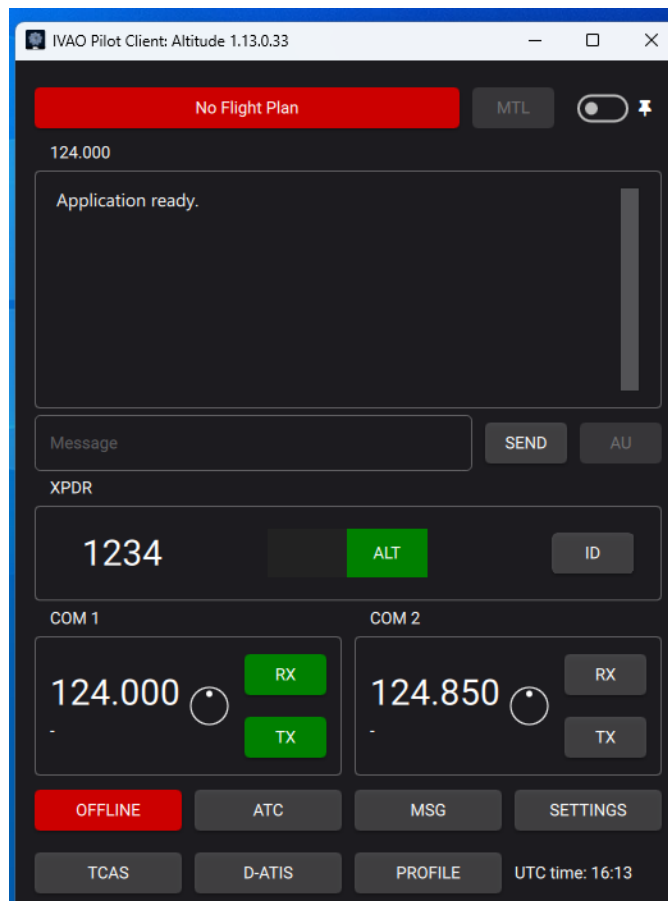 IVAO Pilot Client: Altitude 1.13.0.33
No Flight Plan MTL
124.000
Application ready.
Message SEND AU
XPDR
1234 ALT ID
COM 1 COM 2
RX RX
124.000 124.850
- TX - TX
OFFLINE ATC MSG SETTINGS
TCAS D-ATIS PROFILE UTC time: 16:13